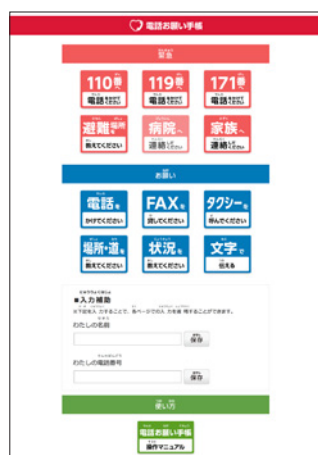 電話お願い手帳
緊急
110番へ
電話をかけて
ください
119番へ
電話をかけて
ください
171番へ
電話をかけて
ください
避難場所を
教えてください
病院へ
連絡して
ください
家族へ
連絡して
ください
お願い
電話を
かけてください
FAXを
貸してください
タクシーを
呼んでください
場所・道を
教えてください
状況を
教えてください
文字で
伝える
■入力補助
わたしの名前
保存
わたしの電話番号
保存
使い方
電話お願い手帳
操作マニュアル